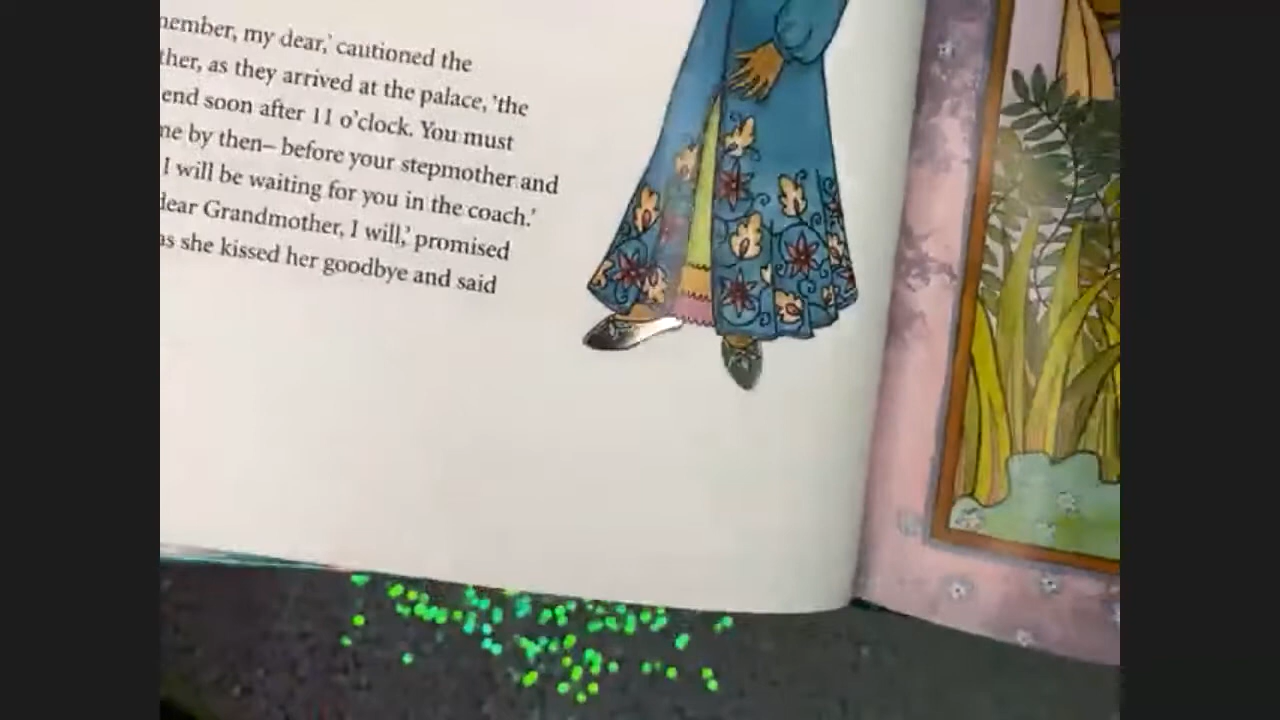 member, my dear,' cautioned the
ther, as they arrived at the palace, 'the
end soon after 11 o'clock. You must
me by then– before your stepmother and
I will be waiting for you in the coach.'
dear Grandmother, I will,' promised
as she kissed her goodbye and said